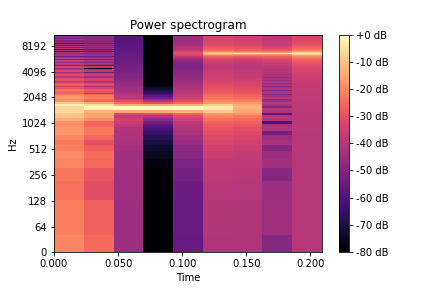 Power spectrogram
8192
4096
2048
1024
512
256
128
64
0
Hz
0.000 0.050 0.100 0.150 0.200
Time
+0 dB
-10 dB
-20 dB
-30 dB
-40 dB
-50 dB
-60 dB
-70 dB
-80 dB